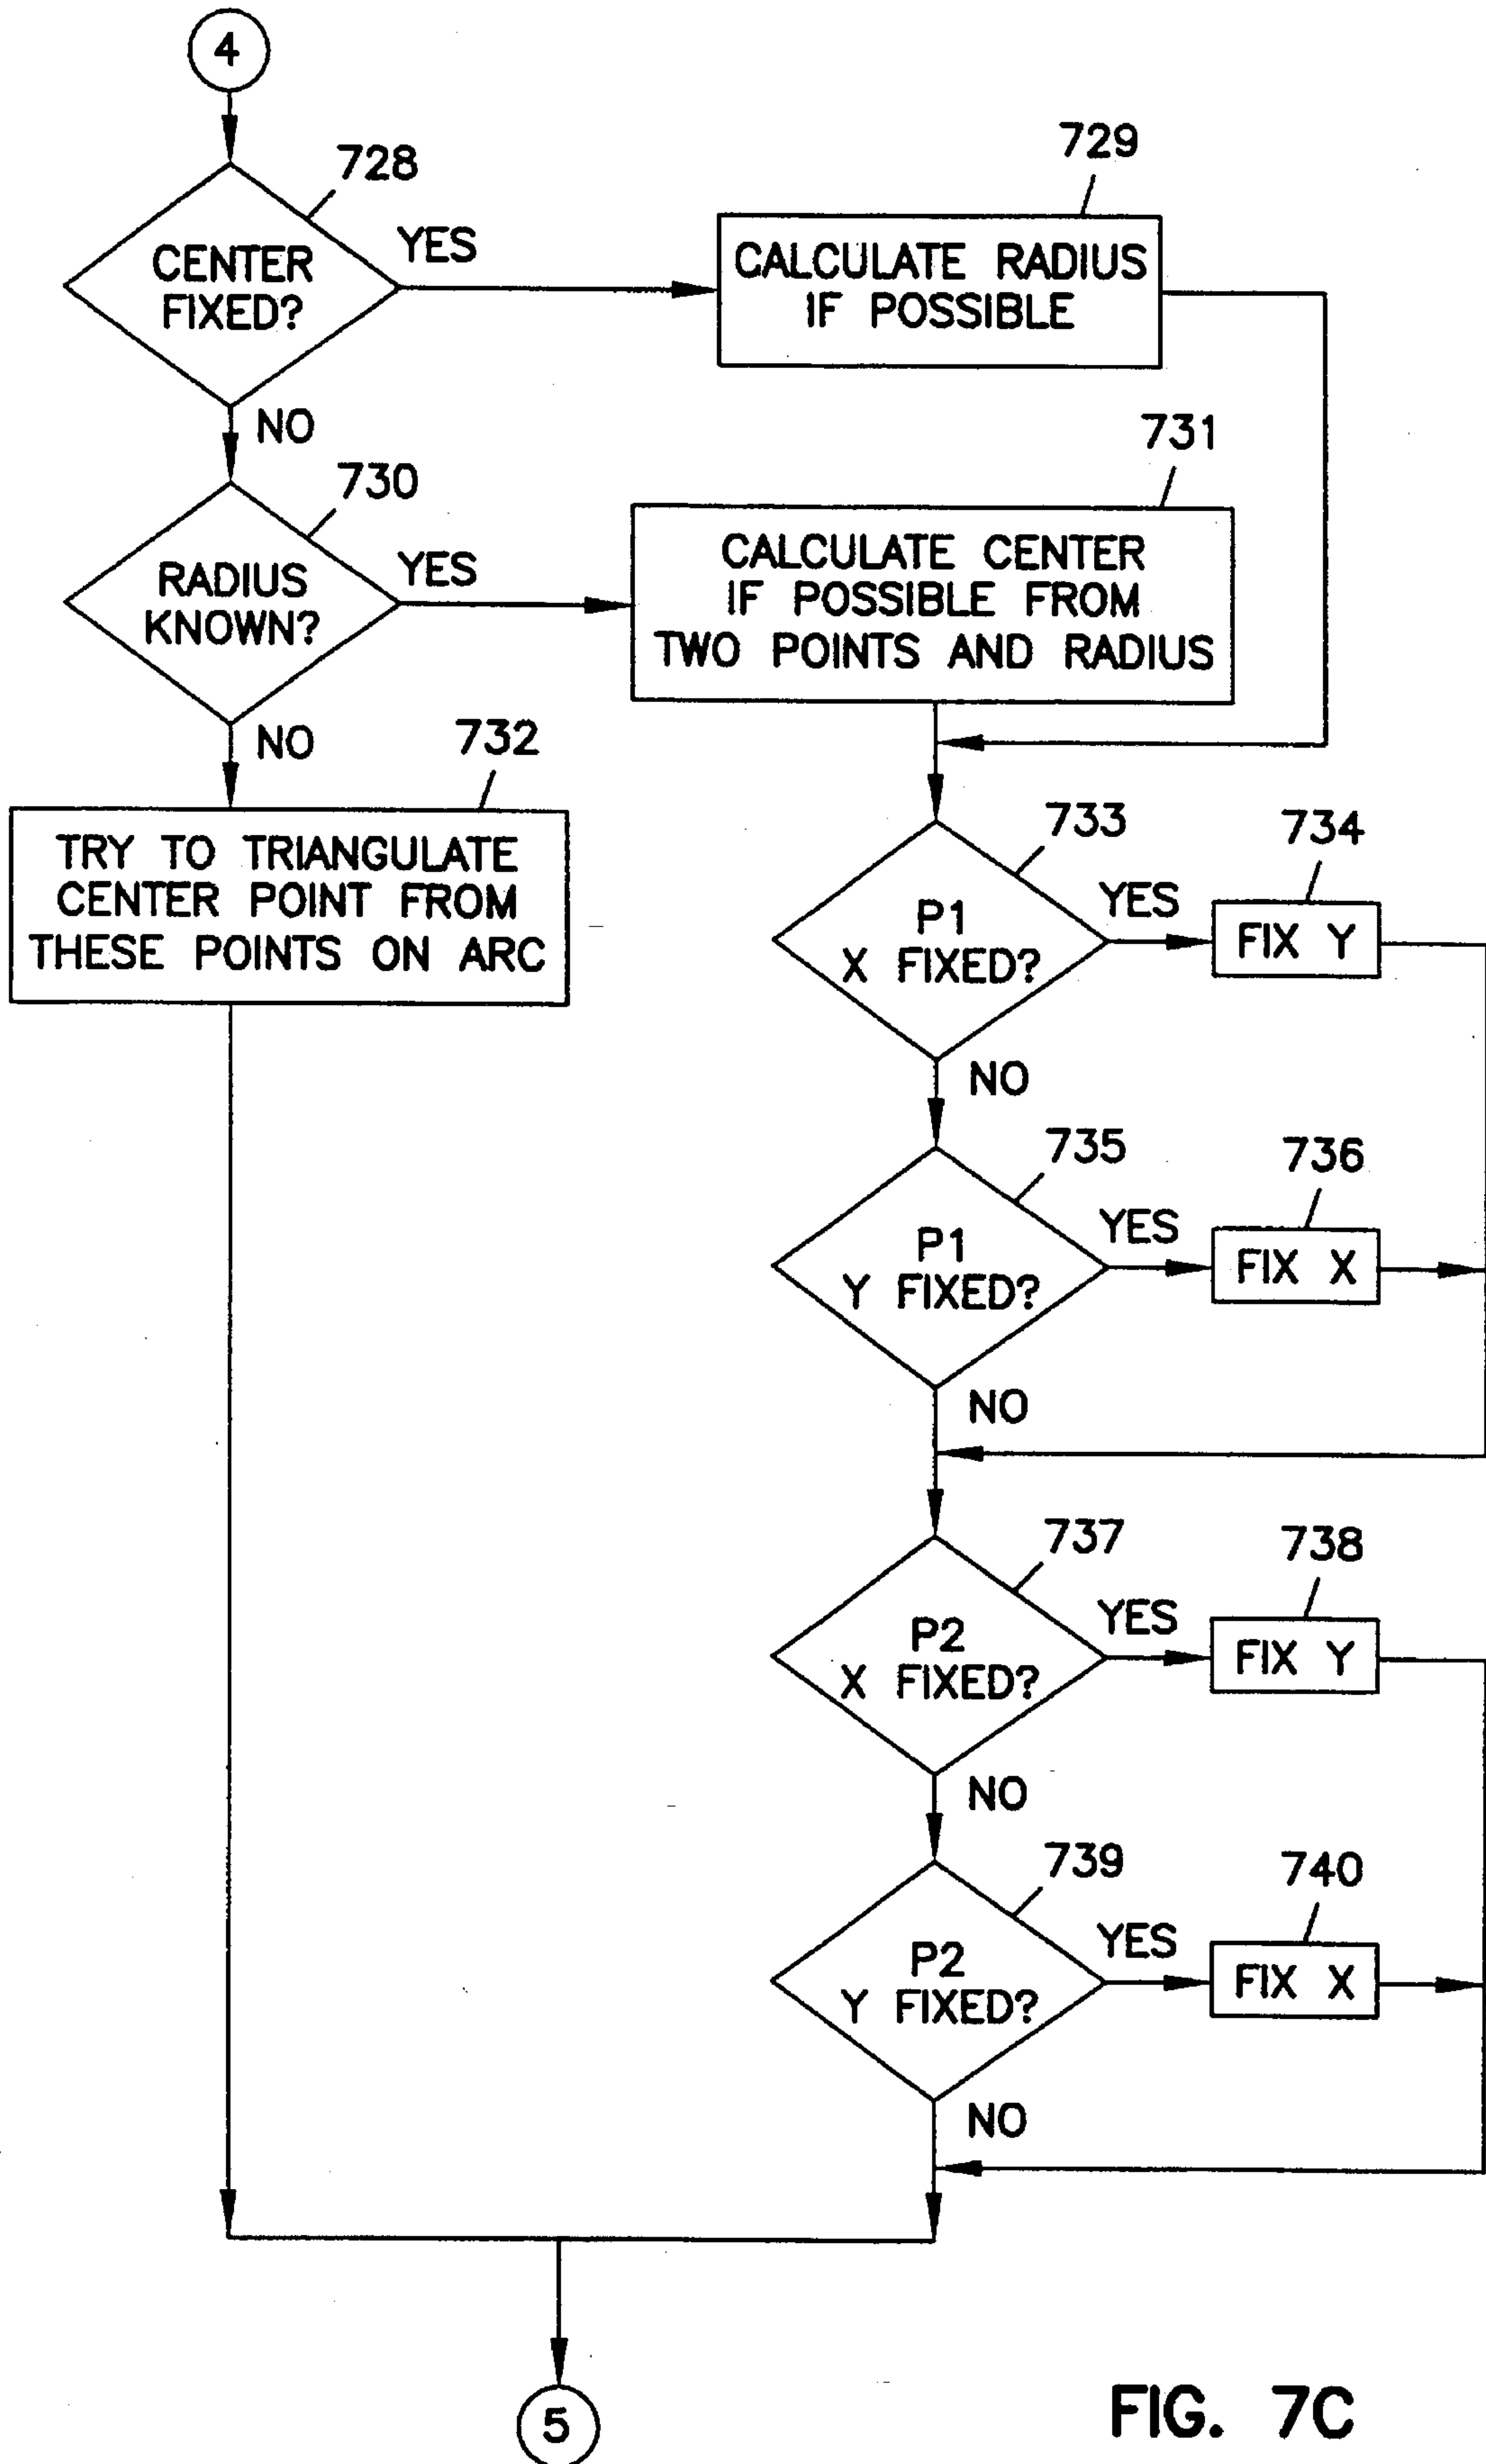 4
728
CENTER
FIXED?
YES
NO
729
CALCULATE RADIUS
IF POSSIBLE
730
RADIUS
KNOWN?
YES
NO
731
CALCULATE CENTER
IF POSSIBLE FROM
TWO POINTS AND RADIUS
732
TRY TO TRIANGULATE
CENTER POINT FROM
THESE POINTS ON ARC
733
P1
X FIXED?
YES
NO
734
FIX Y
735
P1
Y FIXED?
YES
NO
736
FIX X
737
P2
X FIXED?
YES
NO
738
FIX Y
739
P2
Y FIXED?
YES
NO
740
FIX X
5
FIG. 7C